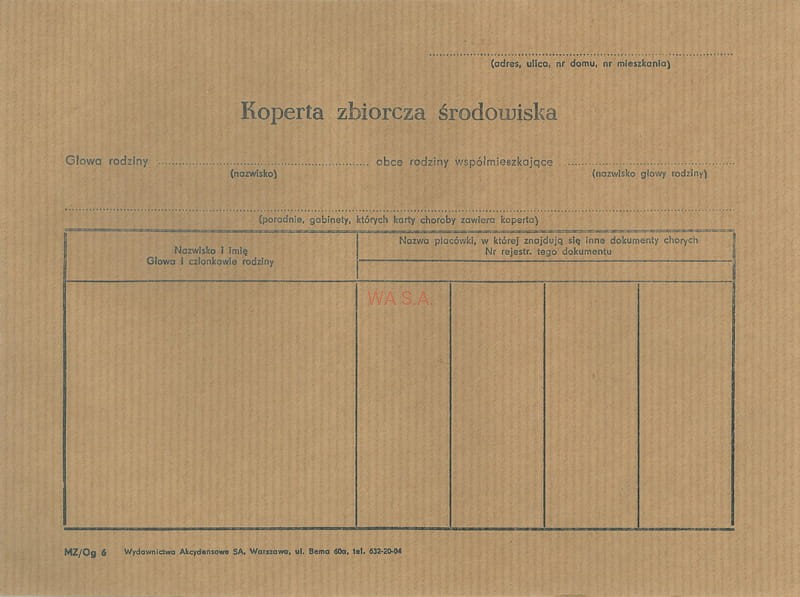 (adres, ulica, nr domu, nr mieszkania)
Koperta zbiorcza środowiska
Głowa rodziny ........ obce rodziny współmieszkające ........
(nazwisko) (nazwisko głowy rodziny)
(poradnie, gabinety, których karty choroby zawiera koperta)
Nazwisko i imię
Głowa i członkowie rodziny
Nazwa placówki, w której znajdują się inne dokumenty chorych
Nr rejestr. tego dokumentu
WA S.A.
MZ/Og 6 Wydawnictwa Akcydensowe SA, Warszawa, ul. Bema 60a, tel. 632-20-04